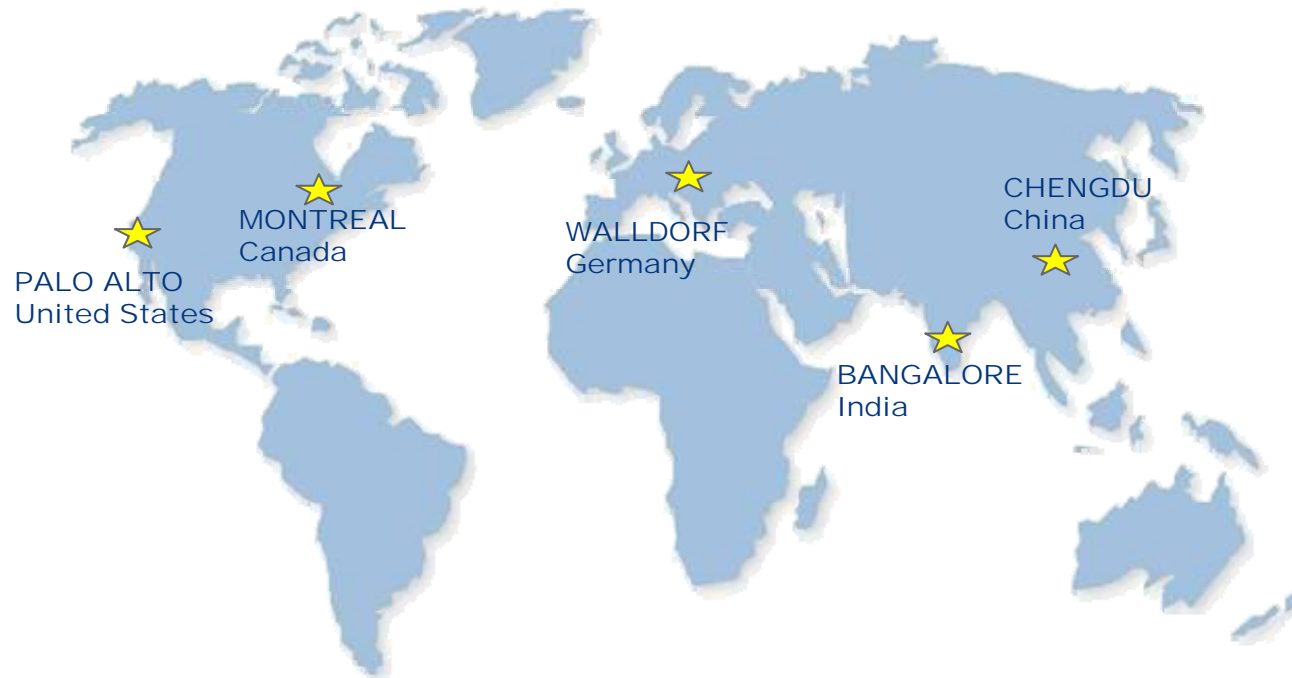 CHENGDU
China
MONTREAL
Canada
WALLDORF
Germany
PALO ALTO
United States
BANGALORE
India